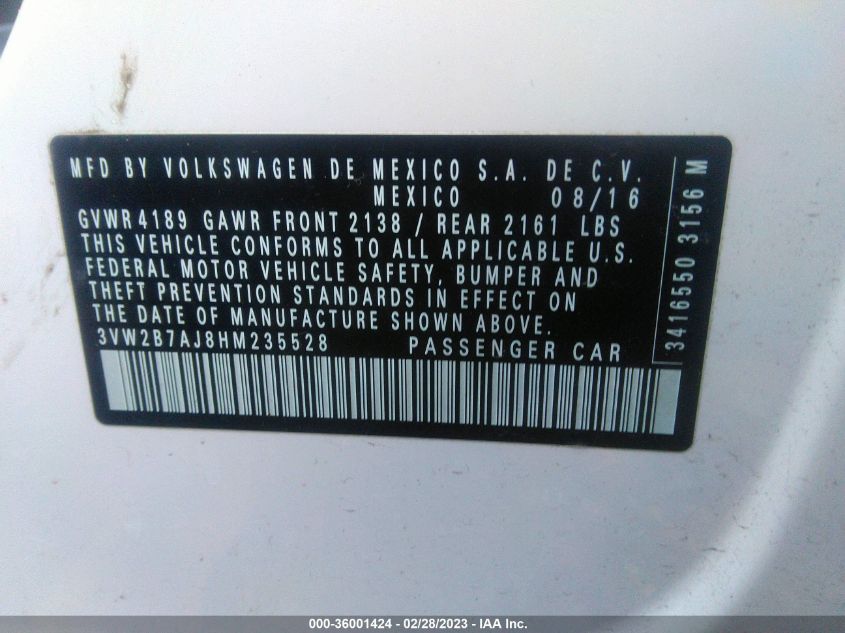 MFD BY VOLKSWAGEN DE MEXICO S.A. DE C.V.
MEXICO 08/16
GVWR 4189 GAWR FRONT 2138 / REAR 2161 LBS
THIS VEHICLE CONFORMS TO ALL APPLICABLE U.S.
FEDERAL MOTOR VEHICLE SAFETY, BUMPER AND
THEFT PREVENTION STANDARDS IN EFFECT ON
THE DATE OF MANUFACTURE SHOWN ABOVE.
3VW2B7AJ8HM235528 PASSENGER CAR
3416550 3156 M
000-36001424 - 02/28/2023 - IAA Inc.